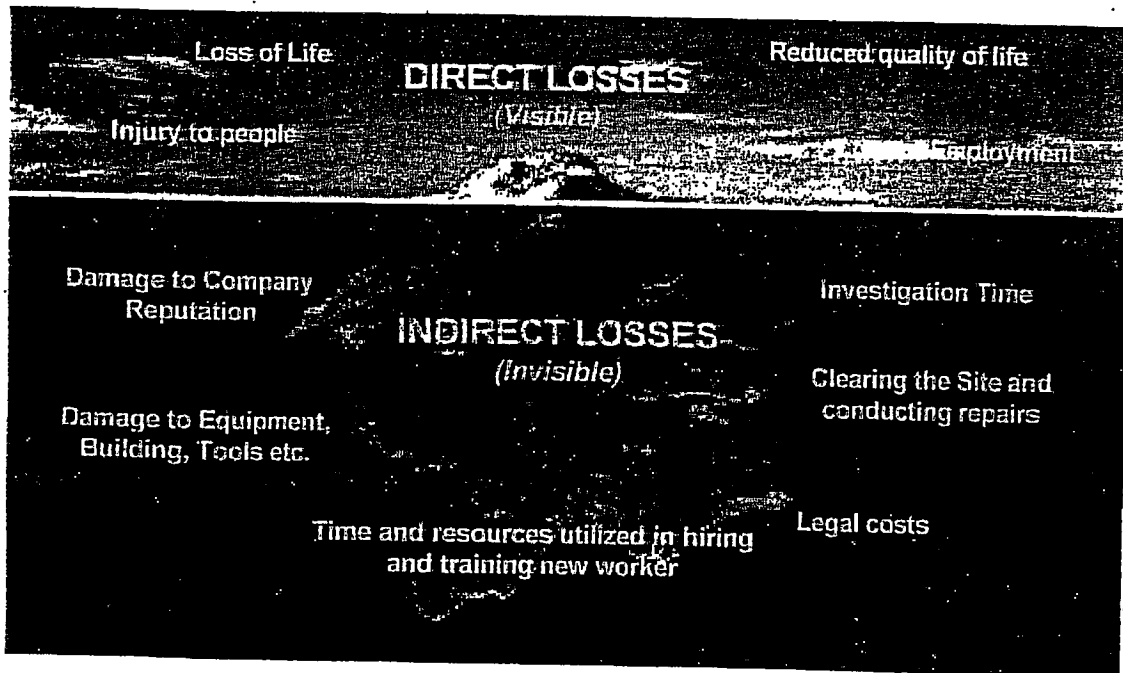 Loss of Life
DIRECT LOSSES
(Visible)
Reduced quality of life
Injury to people
Employment
Damage to Company
Reputation
INDIRECT LOSSES
(Invisible)
Investigation Time
Clearing the Site and
conducting repairs
Damage to Equipment,
Building, Tools etc.
Time and resources utilized in hiring
and training new worker
Legal costs